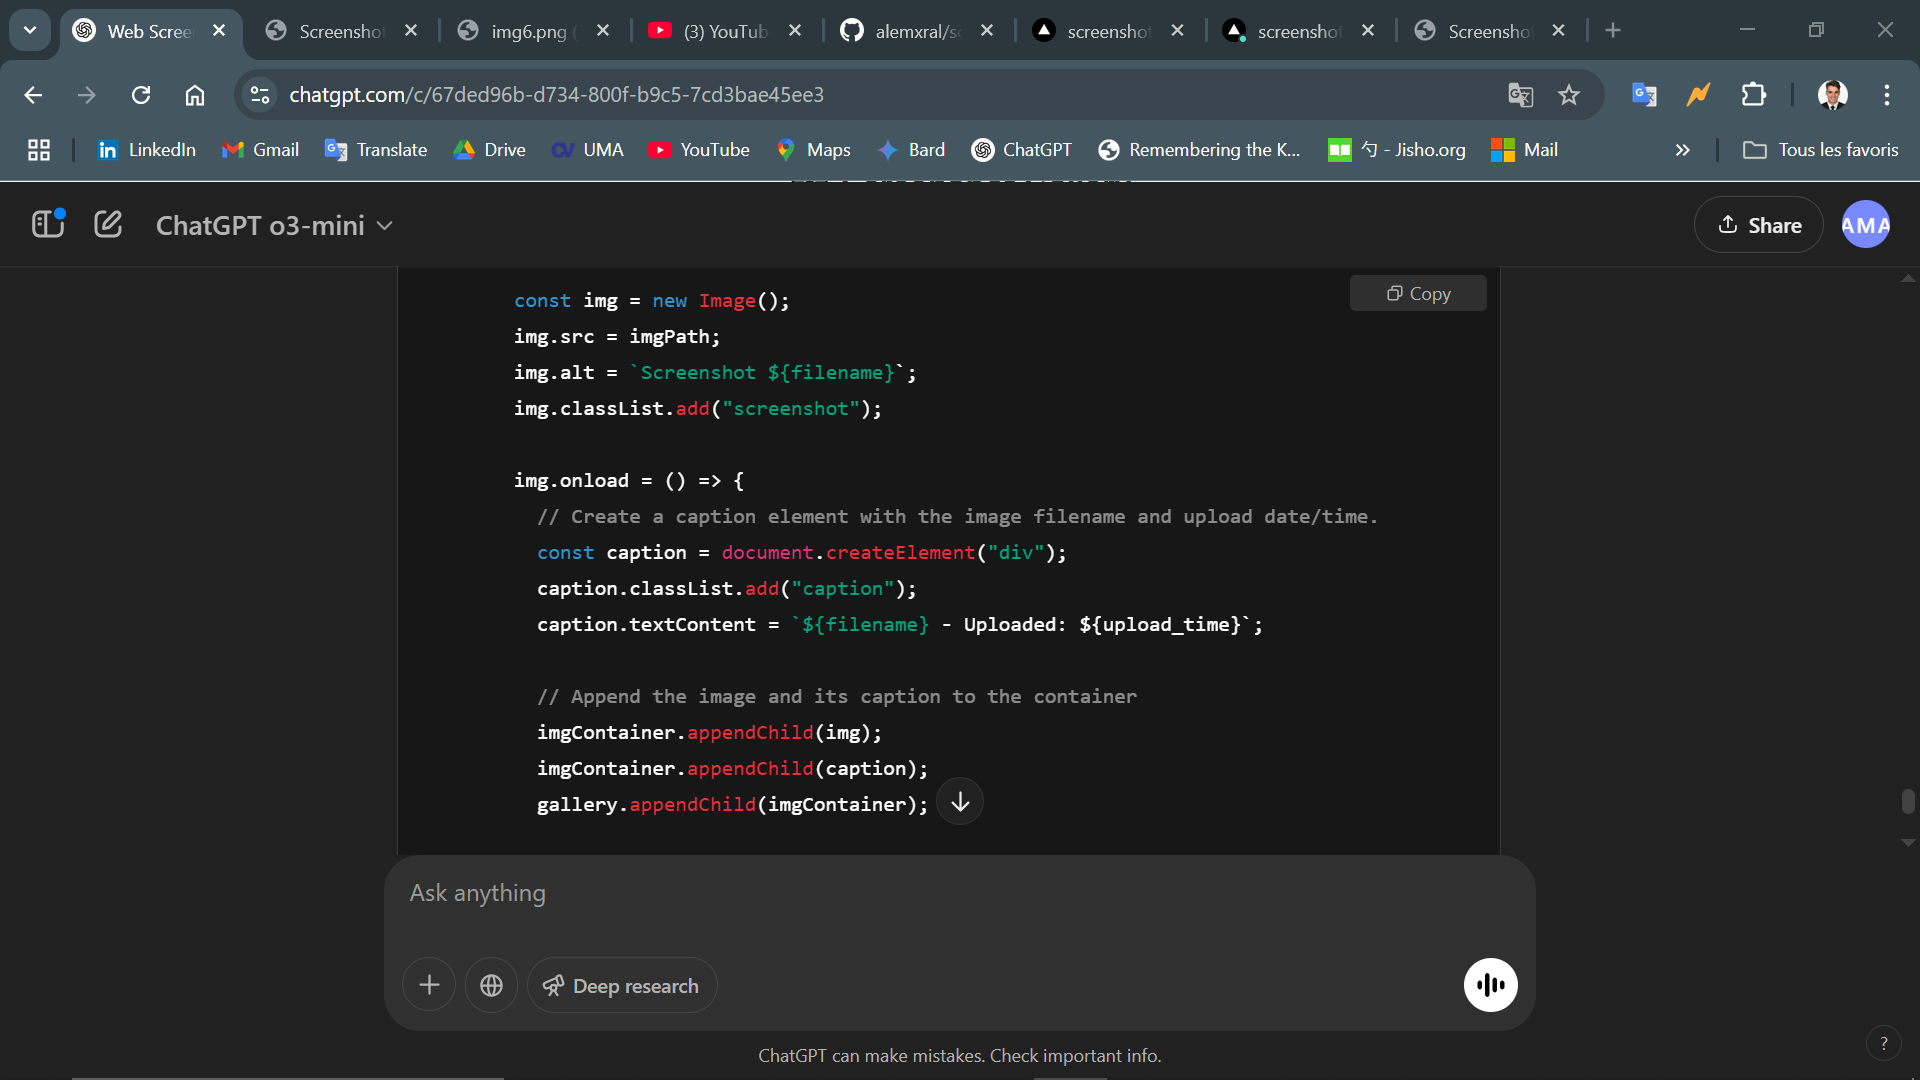 Web Scree
Screenshot
img6.png (
(3) YouTub
alemxral/sc
screenshot
screenshot
Screenshot
chatgpt.com/c/67ded96b-d734-800f-b9c5-7cd3bae45ee3
LinkedIn
Gmail
Translate
Drive
UMA
YouTube
Maps
Bard
ChatGPT
Remembering the K...
勺 - Jisho.org
Mail
Tous les favoris
ChatGPT o3-mini
Share
AMA
Copy
const img = new Image();
img.src = imgPath;
img.alt = `Screenshot ${filename}`;
img.classList.add("screenshot");
img.onload = () => {
// Create a caption element with the image filename and upload date/time.
const caption = document.createElement("div");
caption.classList.add("caption");
caption.textContent = `${filename} - Uploaded: ${upload_time}`;
// Append the image and its caption to the container
imgContainer.appendChild(img);
imgContainer.appendChild(caption);
gallery.appendChild(imgContainer);
Ask anything
Deep research
ChatGPT can make mistakes. Check important info.
?